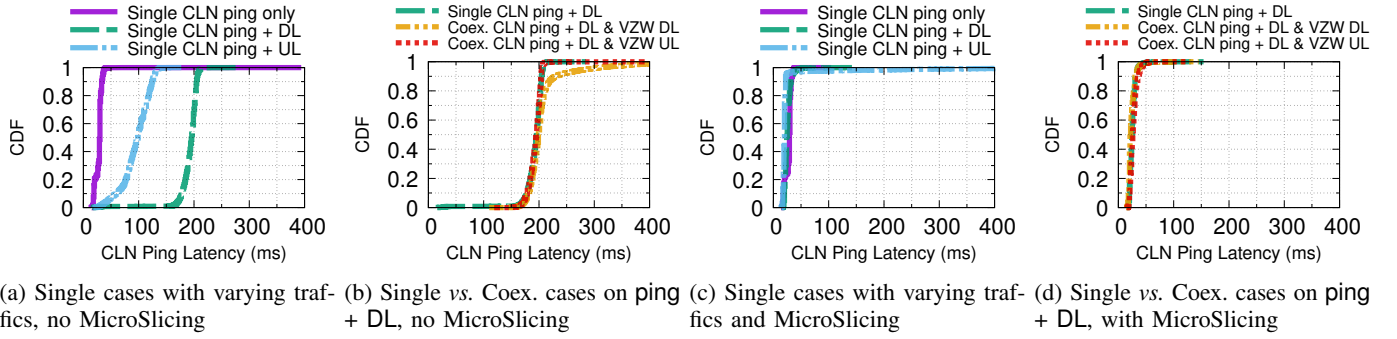 Single CLN ping only
Single CLN ping + DL
Single CLN ping + UL
1
0.8
0.6
0.4
0.2
0
CDF
0 100 200 300 400
CLN Ping Latency (ms)
Single CLN ping + DL
Coex. CLN ping + DL & VZW DL
Coex. CLN ping + DL & VZW UL
1
0.8
0.6
0.4
0.2
0
CDF
0 100 200 300 400
CLN Ping Latency (ms)
Single CLN ping only
Single CLN ping + DL
Single CLN ping + UL
1
0.8
0.6
0.4
0.2
0
CDF
0 100 200 300 400
CLN Ping Latency (ms)
Single CLN ping + DL
Coex. CLN ping + DL & VZW DL
Coex. CLN ping + DL & VZW UL
1
0.8
0.6
0.4
0.2
0
CDF
0 100 200 300 400
CLN Ping Latency (ms)
(a) Single cases with varying traf-
fics, no MicroSlicing
(b) Single vs. Coex. cases on ping
+ DL, no MicroSlicing
(c) Single cases with varying traf-
fics and MicroSlicing
(d) Single vs. Coex. cases on ping
+ DL, with MicroSlicing